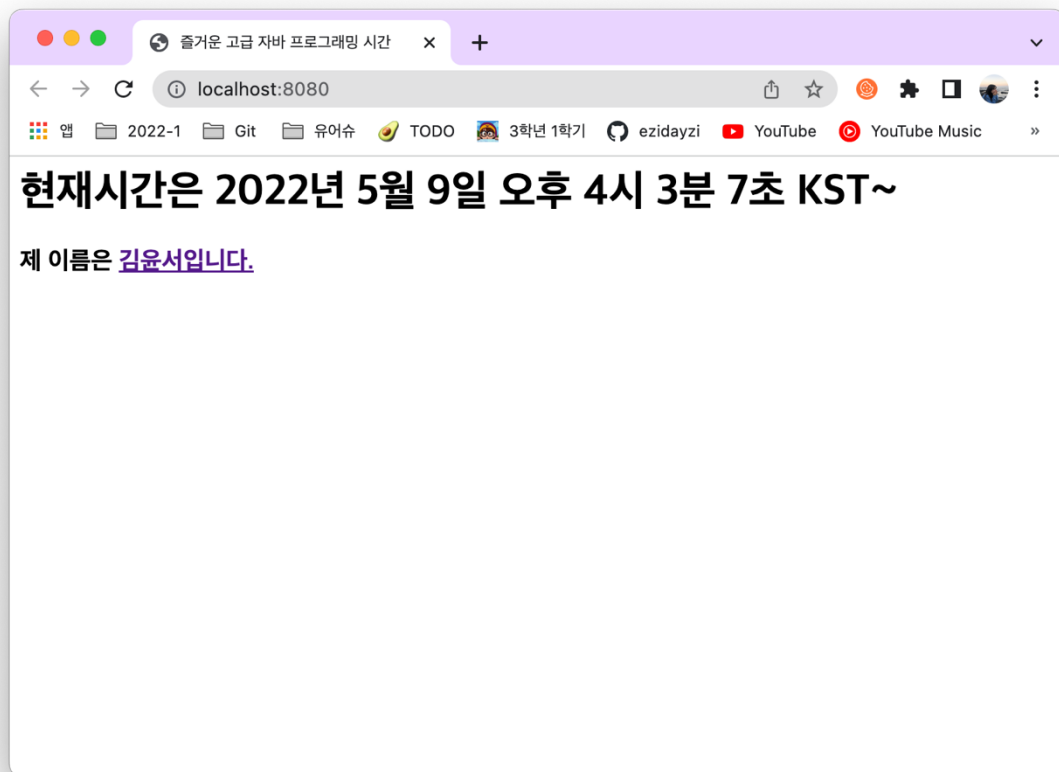 즐거운 고급 자바 프로그래밍 시간
localhost:8080
앱 2022-1 Git 유어슈 TODO 3학년 1학기 ezidayzi YouTube YouTube Music »
현재시간은 2022년 5월 9일 오후 4시 3분 7초 KST~
제 이름은 김윤서입니다.